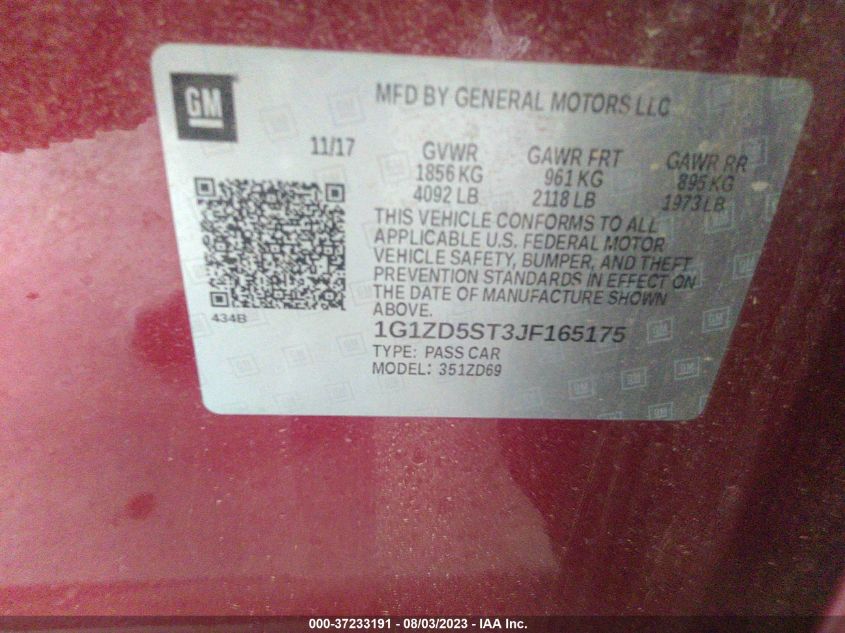 GM
MFD BY GENERAL MOTORS LLC
11/17
GVWR GAWR FRT GAWR RR
1856 KG 961 KG 895 KG
4092 LB 2118 LB 1973 LB
THIS VEHICLE CONFORMS TO ALL
APPLICABLE U.S. FEDERAL MOTOR
VEHICLE SAFETY, BUMPER, AND THEFT
PREVENTION STANDARDS IN EFFECT ON
THE DATE OF MANUFACTURE SHOWN
ABOVE.
434B
1G1ZD5ST3JF165175
TYPE: PASS CAR
MODEL: 351ZD69
000-37233191 - 08/03/2023 - IAA Inc.